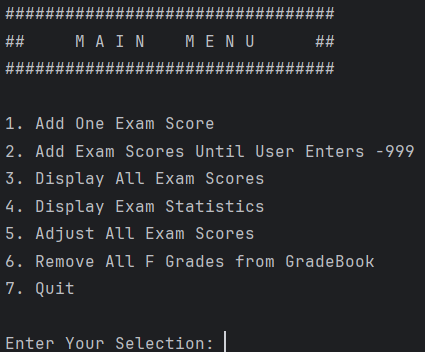 #################################
##     M A I N    M E N U      ##
#################################
1. Add One Exam Score
2. Add Exam Scores Until User Enters -999
3. Display All Exam Scores
4. Display Exam Statistics
5. Adjust All Exam Scores
6. Remove All F Grades from GradeBook
7. Quit
Enter Your Selection: